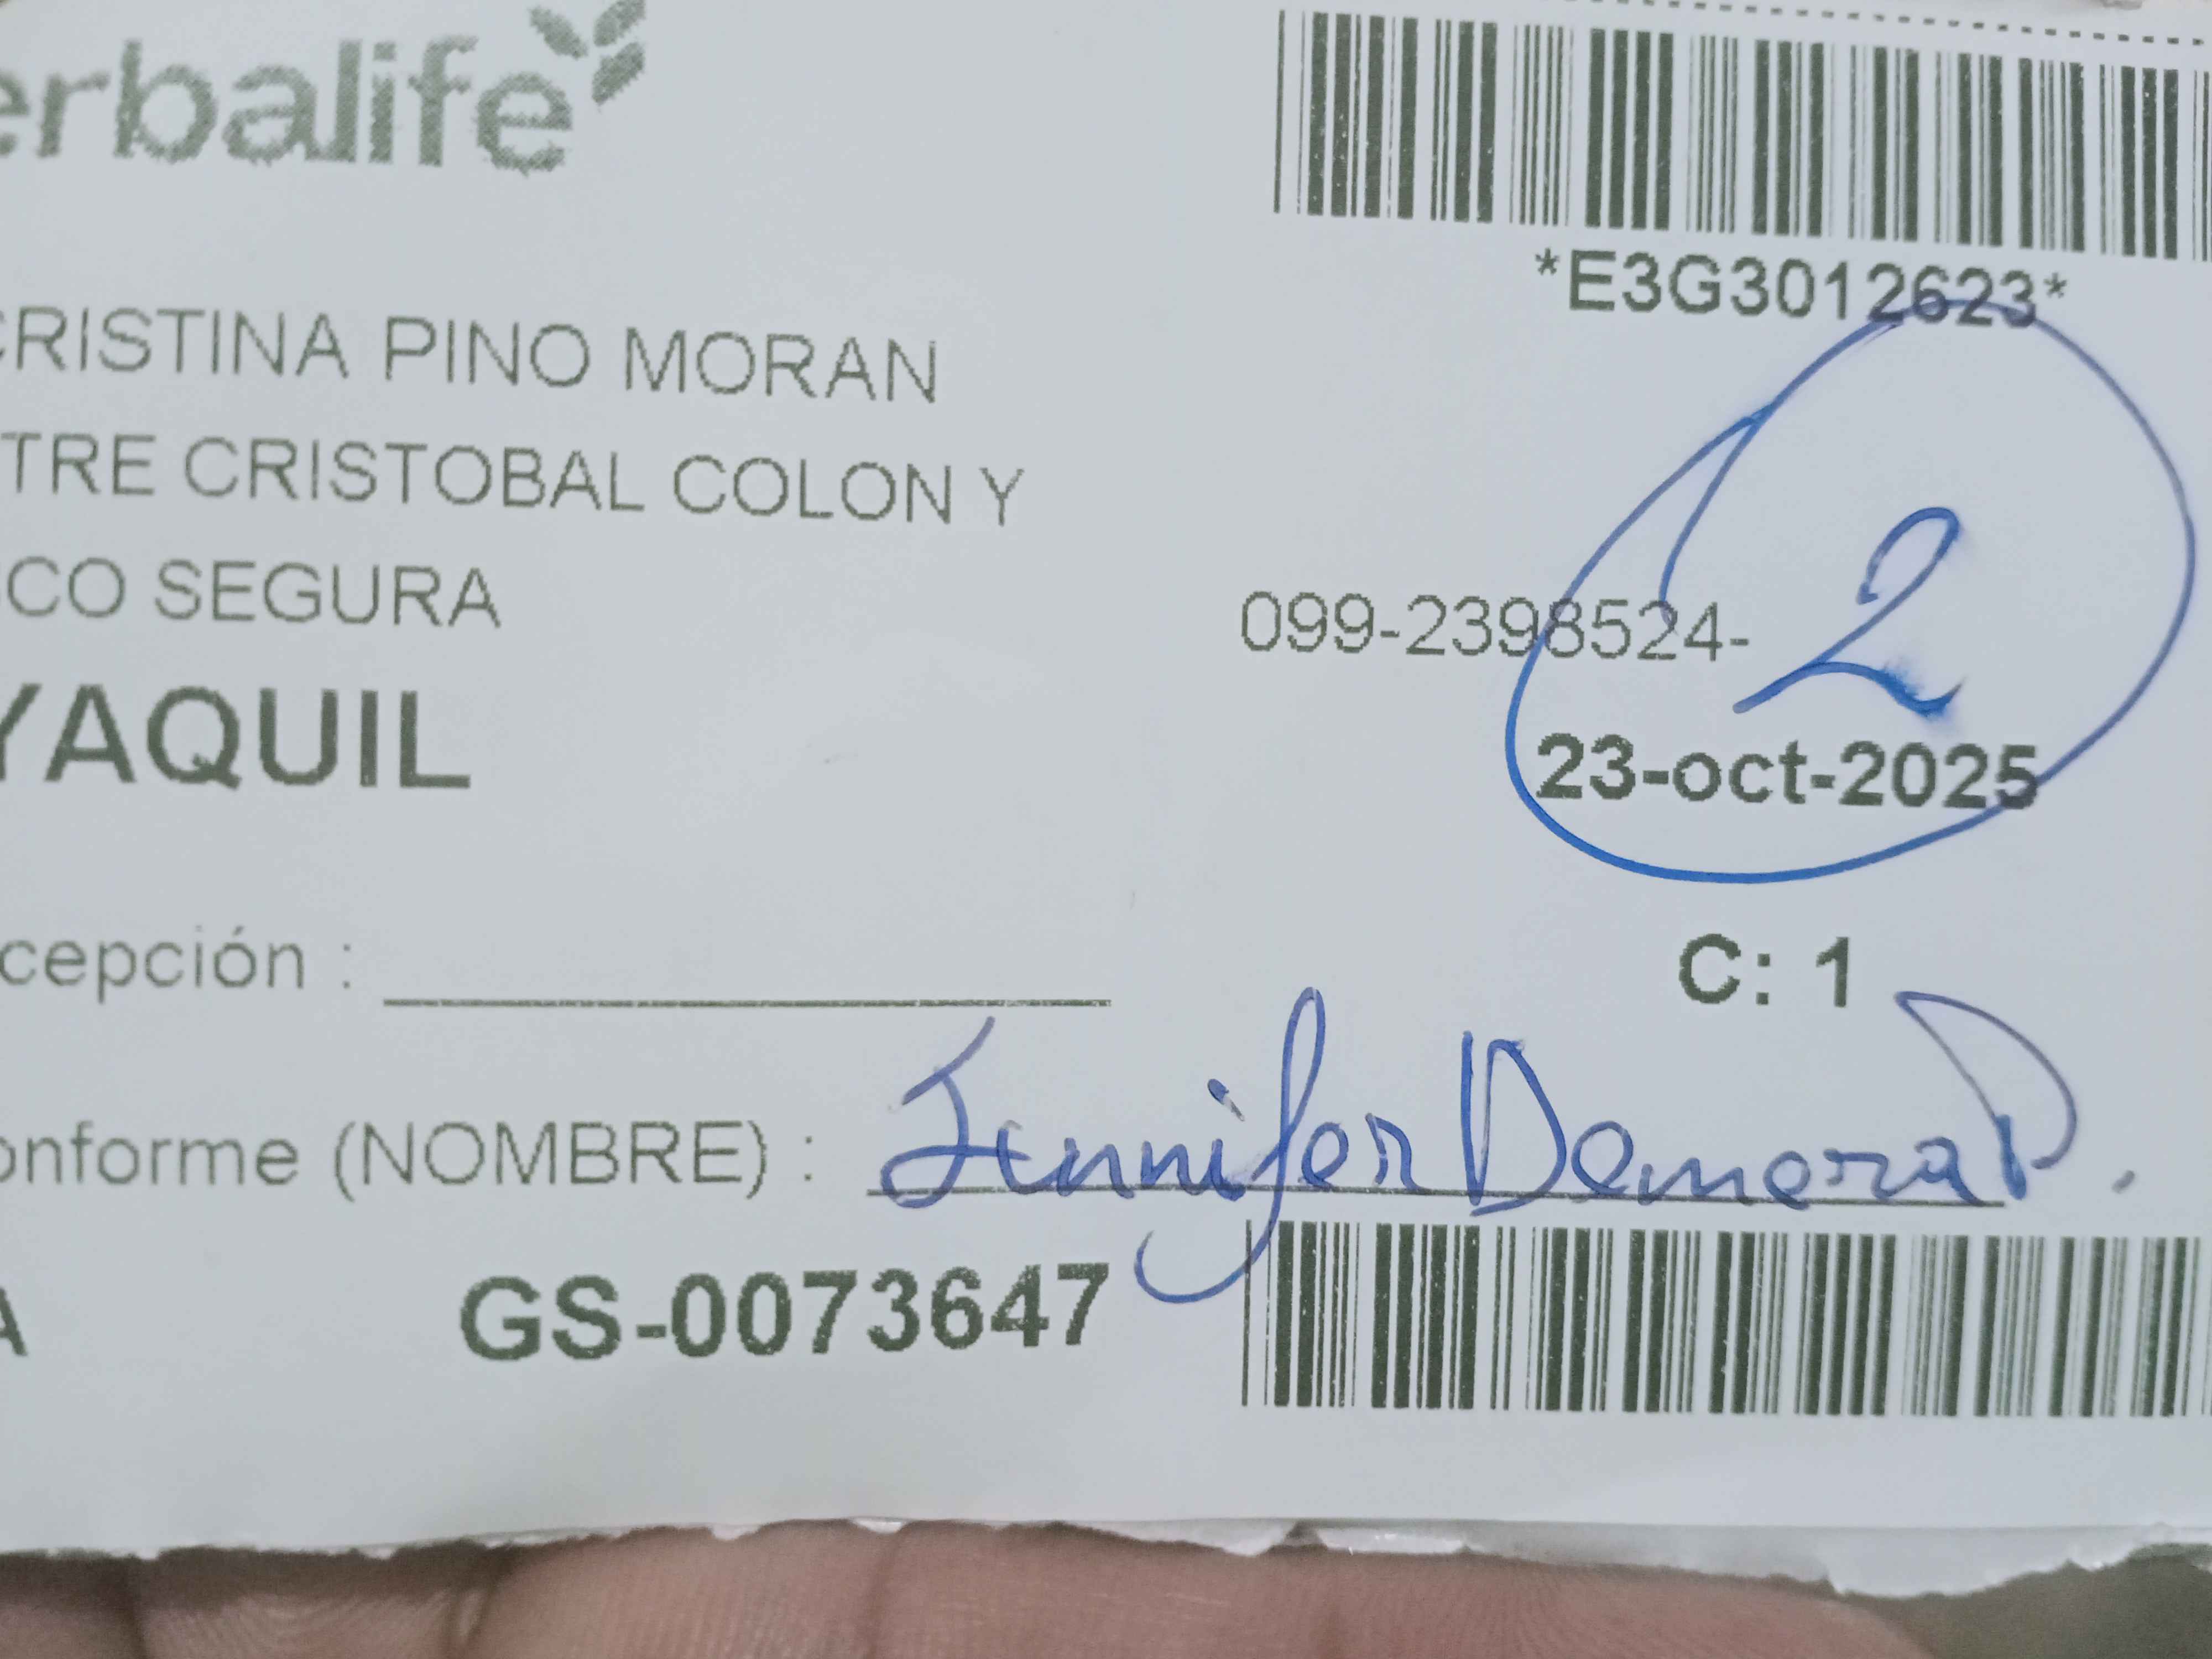 erbalife
*E3G3012623*
CRISTINA PINO MORAN
TRE CRISTOBAL COLON Y
CO SEGURA
099-2398524-
2
YAQUIL
23-oct-2025
cepción :
C: 1
onforme (NOMBRE) : Jennifer Demera P.
A GS-0073647